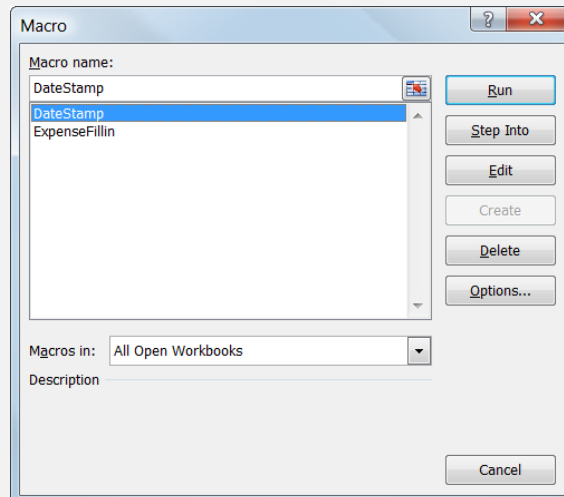 Macro
?
Macro name:
DateStamp
Run
DateStamp
ExpenseFillin
Step Into
Edit
Create
Delete
Options...
Macros in: All Open Workbooks
Description
Cancel